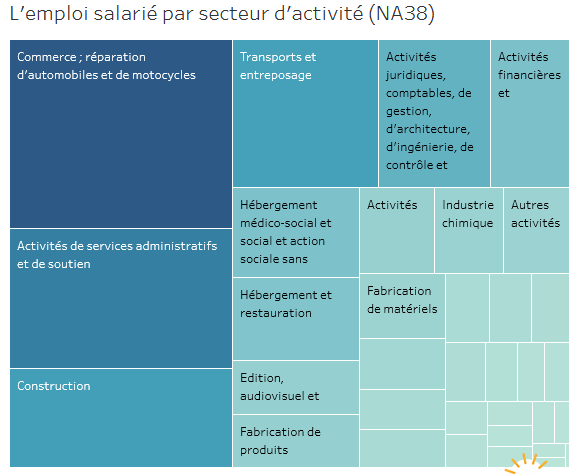 L'emploi salarié par secteur d'activité (NA38)
Commerce ; réparation
d'automobiles et de motocycles
Transports et
entreposage
Activités
juridiques,
comptables, de
gestion,
d'architecture,
d'ingénierie, de
contrôle et
Activités
financières
et
Activités de services administratifs
et de soutien
Hébergement
médico-social et
social et action
sociale sans
Activités
Industrie
chimique
Autres
activités
Hébergement et
restauration
Fabrication
de matériels
Construction
Edition,
audiovisuel et
Fabrication de
produits